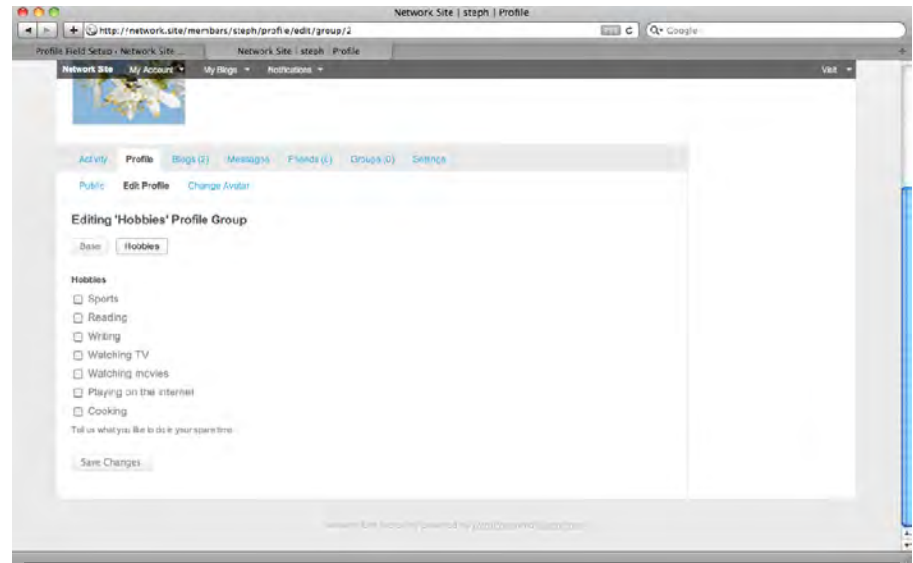 Network Site | steph | Profile
http://network.site/members/steph/profile/edit/group/2
Google
Profile Field Setup ‹ Network Site ...
Network Site | steph | Profile
Network Site My Account My Blogs Notifications Visit
Activity Profile Blogs (2) Messages Friends Groups (0) Settings
Public Edit Profile Change Avatar
Editing 'Hobbies' Profile Group
Base Hobbies
Hobbies
Sports
Reading
Writing
Watching TV
Watching movies
Playing on the internet
Cooking
Tell us what you like to do in your spare time
Save Changes
powered by